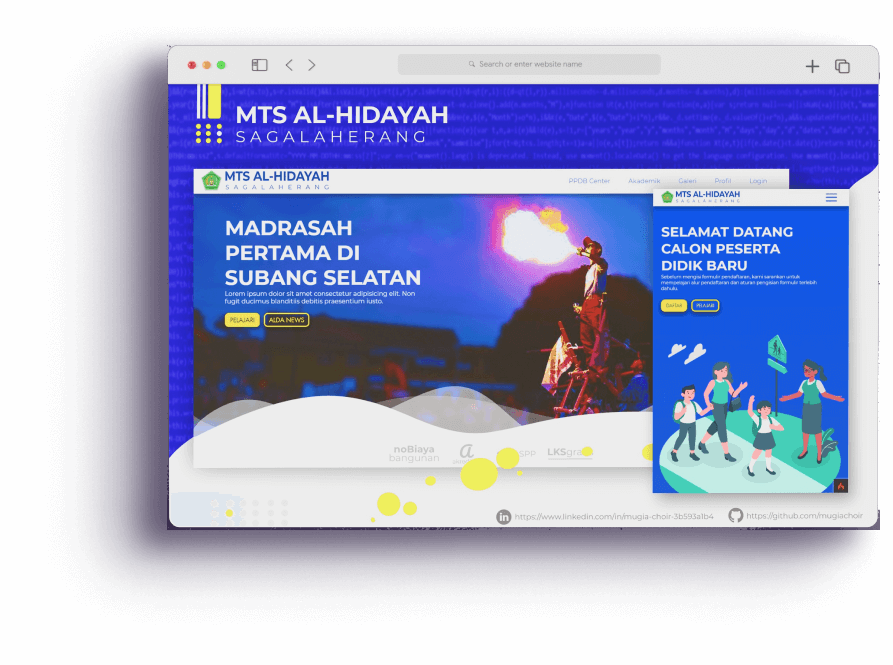 Search or enter website name
MTS AL-HIDAYAH
SAGALAHERANG
MTS AL-HIDAYAH
SAGALAHERANG
PPDB Center Akademik Galeri Profil Login
MADRASAH
PERTAMA DI
SUBANG SELATAN
Lorem ipsum dolor sit amet consectetur adipisicing elit. Non
fugit ducimus blanditiis debitis praesentium iusto.
PELAJARI ALDA NEWS
noBiaya
bangunan
a
spp
LKSgra
MTS AL-HIDAYAH
SAGALAHERANG
SELAMAT DATANG
CALON PESERTA
DIDIK BARU
Sebelum mengisi formulir pendaftaran, kami sarankan untuk
mempelajari alur pendaftaran dan aturan pengisian formulir terlebih
dahulu.
DAFTAR PELAJARI
https://www.linkedin.com/in/mugia-choir-3b593a1b4
https://github.com/mugiachoir